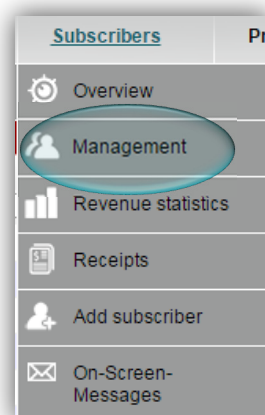 Subscribers Pr
Overview
Management
Revenue statistics
Receipts
Add subscriber
On-Screen-
Messages